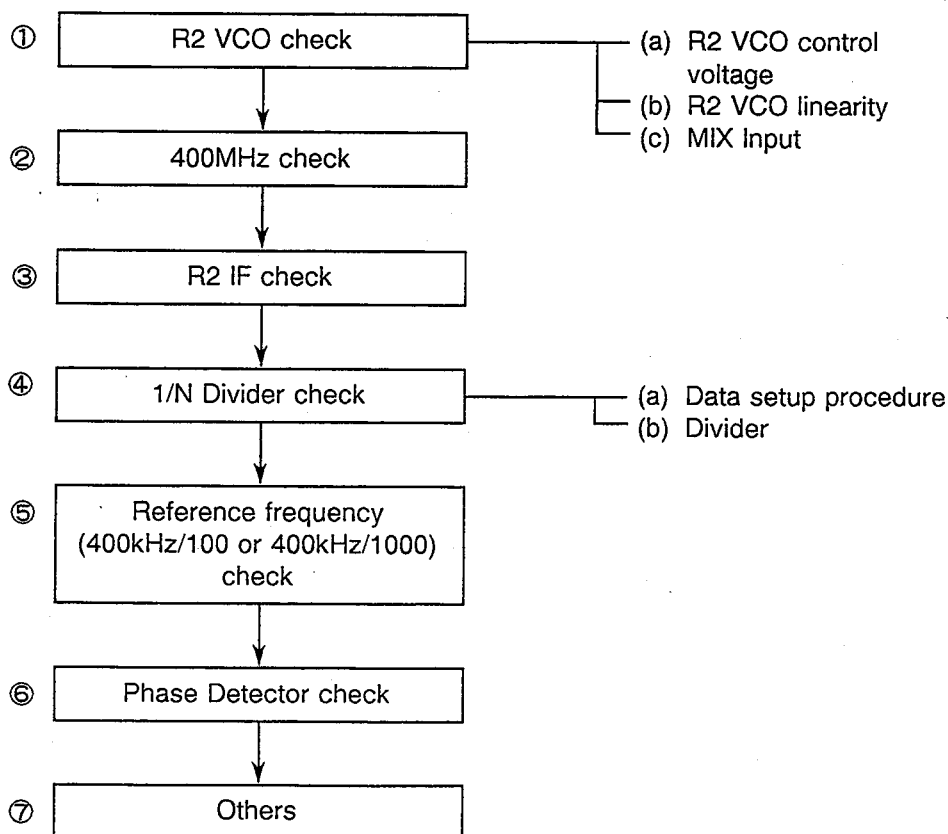 ① R2 VCO check
(a) R2 VCO control
voltage
(b) R2 VCO linearity
(c) MIX Input
② 400MHz check
③ R2 IF check
④ 1/N Divider check
(a) Data setup procedure
(b) Divider
⑤ Reference frequency
(400kHz/100 or 400kHz/1000)
check
⑥ Phase Detector check
⑦ Others